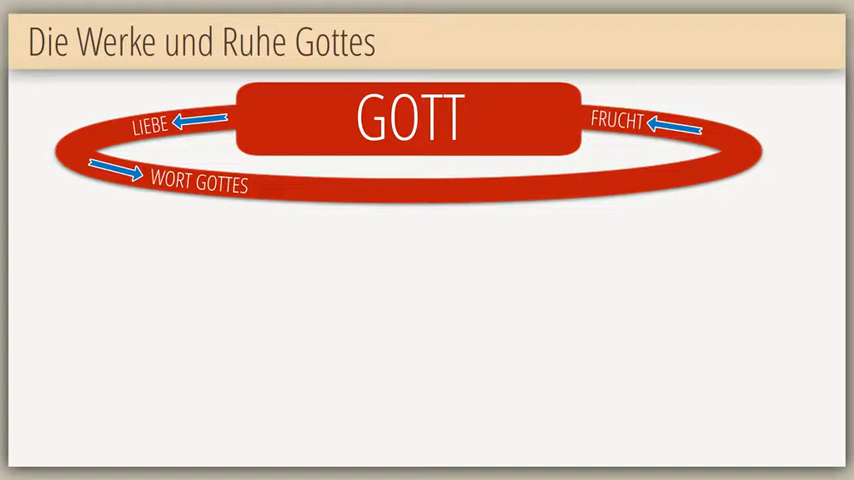 Die Werke und Ruhe Gottes
GOTT
LIEBE
FRUCHT
WORT GOTTES